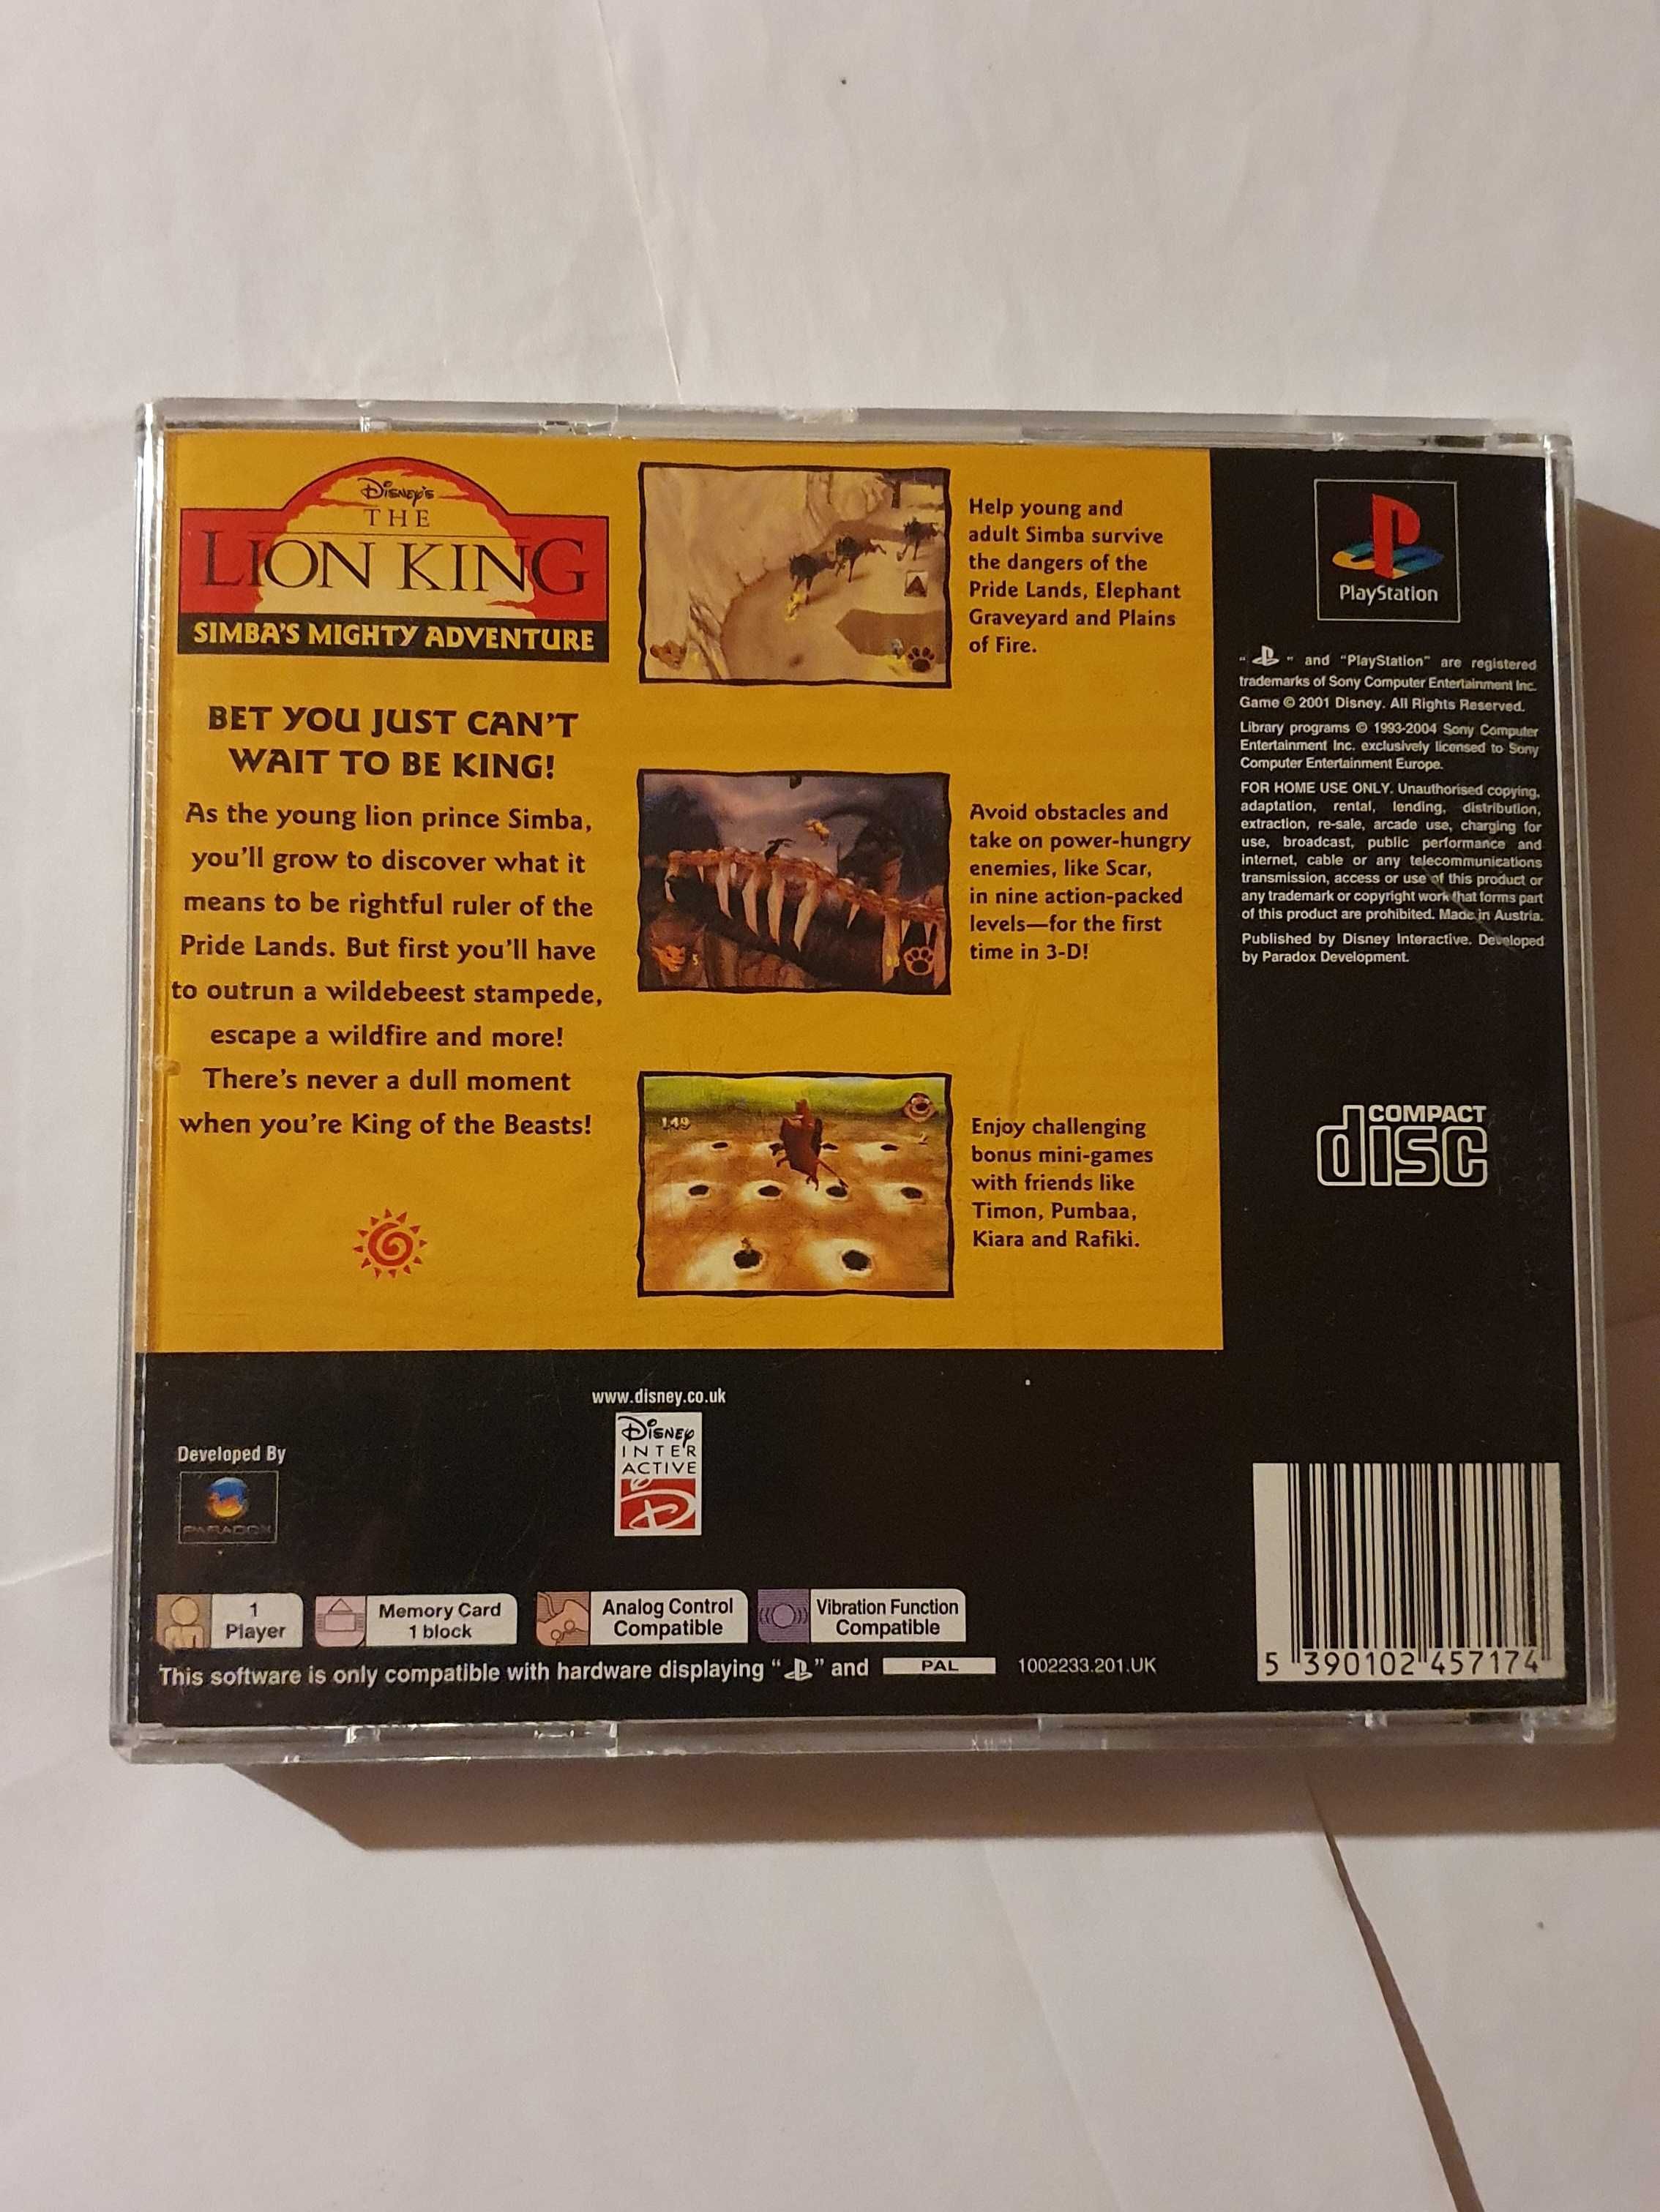 Disney's
THE
LION KING
SIMBA'S MIGHTY ADVENTURE
BET YOU JUST CAN'T
WAIT TO BE KING!
As the young lion prince Simba,
you'll grow to discover what it
means to be rightful ruler of the
Pride Lands. But first you'll have
to outrun a wildebeest stampede,
escape a wildfire and more!
There's never a dull moment
when you're King of the Beasts!
Help young and
adult Simba survive
the dangers of the
Pride Lands, Elephant
Graveyard and Plains
of Fire.
Avoid obstacles and
take on power-hungry
enemies, like Scar,
in nine action-packed
levels—for the first
time in 3-D!
5
149
Enjoy challenging
bonus mini-games
with friends like
Timon, Pumbaa,
Kiara and Rafiki.
PlayStation
" " and "PlayStation" are registered
trademarks of Sony Computer Entertainment Inc.
Game © 2001 Disney. All Rights Reserved.
Library programs © 1993-2004 Sony Computer
Entertainment Inc. exclusively licensed to Sony
Computer Entertainment Europe.
FOR HOME USE ONLY. Unauthorised copying,
adaptation, rental, lending, distribution,
extraction, re-sale, arcade use, charging for
use, broadcast, public performance and
internet, cable or any telecommunications
transmission, access or use of this product or
any trademark or copyright work that forms part
of this product are prohibited. Made in Austria.
Published by Disney Interactive. Developed
by Paradox Development.
COMPACT
disc
www.disney.co.uk
DISNEY
INTER
ACTIVE
D
Developed By
PARADOX
1
Player
Memory Card
1 block
Analog Control
Compatible
Vibration Function
Compatible
This software is only compatible with hardware displaying " " and PAL 1002233.201.UK
5 390102 457174